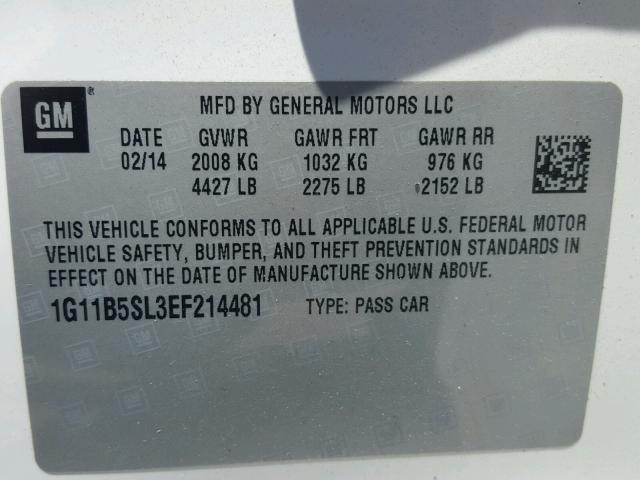 GM® MFD BY GENERAL MOTORS LLC
DATE GVWR GAWR FRT GAWR RR
02/14 2008 KG 1032 KG 976 KG
4427 LB 2275 LB 2152 LB
THIS VEHICLE CONFORMS TO ALL APPLICABLE U.S. FEDERAL MOTOR
VEHICLE SAFETY, BUMPER, AND THEFT PREVENTION STANDARDS IN
EFFECT ON THE DATE OF MANUFACTURE SHOWN ABOVE.
1G11B5SL3EF214481 TYPE: PASS CAR